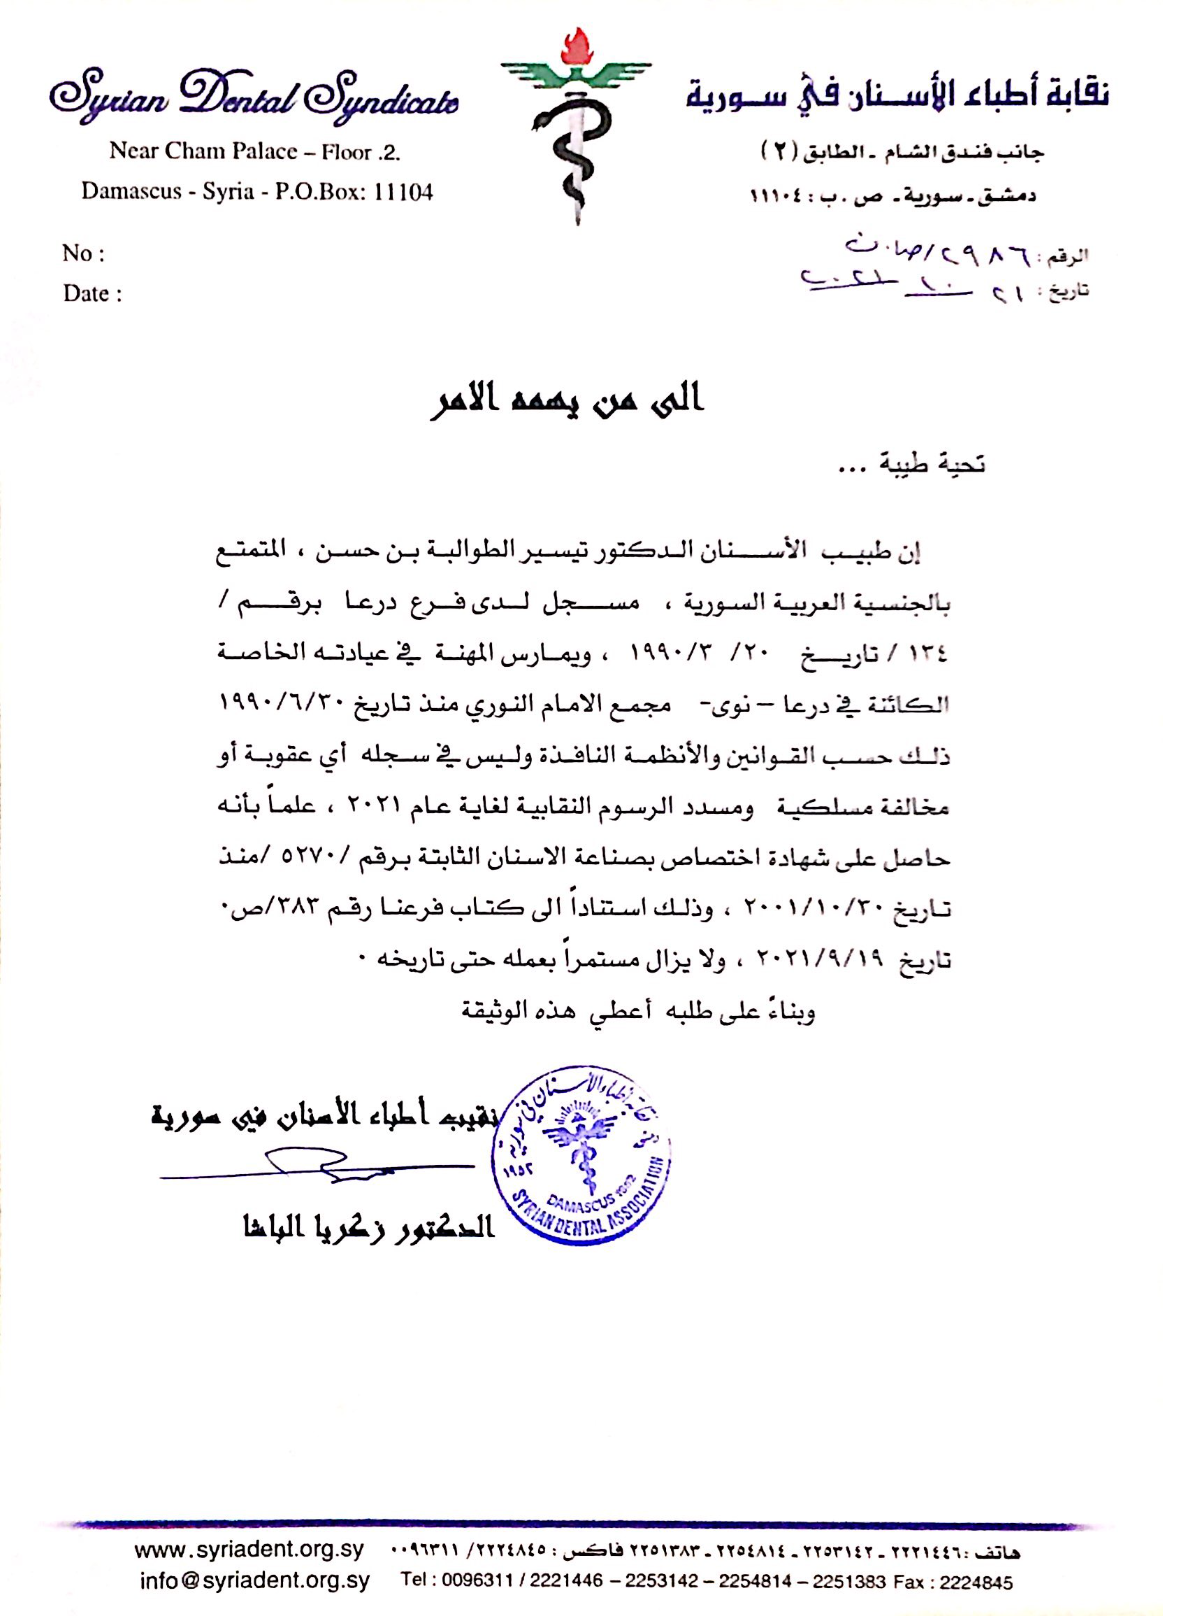 Syrian Dental Syndicate
Near Cham Palace – Floor .2.
Damascus - Syria - P.O.Box: 11104
No :
Date :
نقابة أطباء الأسنان في سورية
جانب فندق الشام - الطابق (٢)
دمشق - سورية - ص . ب : ١١١٠٤
الرقم : ٢٩٨٦/ص.ن
تاريخ : ٢١ ١٠ ٢٠٢١
الى من يهمه الامر
تحية طيبة ...
إن طبيب الأسنان الدكتور تيسير الطوالبة بن حسن ، المتمتع
بالجنسية العربية السورية ، مسجل لدى فرع درعا برقم /
١٣٤ / تاريخ ٢٠/ ١٩٩٠/٣ ، ويمارس المهنة في عيادته الخاصة
الكائنة في درعا – نوى- مجمع الامام النوري منذ تاريخ ١٩٩٠/٦/٣٠
ذلك حسب القوانين والأنظمة النافذة وليس في سجله أي عقوبة أو
مخالفة مسلكية ومسدد الرسوم النقابية لغاية عام ٢٠٢١ ، علماً بأنه
حاصل على شهادة اختصاص بصناعة الاسنان الثابتة برقم /٥٢٧٠ /منذ
تاريخ ٢٠٠١/١٠/٣٠ ، وذلك استناداً الى كتاب فرعنا رقم ٣٨٣/ص٠
تاريخ ٢٠٢١/٩/١٩ ، ولا يزال مستمراً بعمله حتى تاريخه ٠
وبناءً على طلبه أعطي هذه الوثيقة
نقيب أطباء الأسنان في سورية
الدكتور زكريا الباشا
نقابة أطباء الأسنان في سورية
دمشق
١٩٥٢
DAMASCUS 1952
SYRIAN DENTAL ASSOCIATION
www.syriadent.org.sy هاتف : ٢٢٢١٤٤٦ - ٢٢٥٣١٤٢ - ٢٢٥٤٨١٤ - ٢٢٥١٣٨٣ فاكس : ٢٢٢٤٨٤٥/ ٠٠٩٦٣١١
info@syriadent.org.sy Tel : 0096311 / 2221446 – 2253142 – 2254814 – 2251383 Fax : 2224845